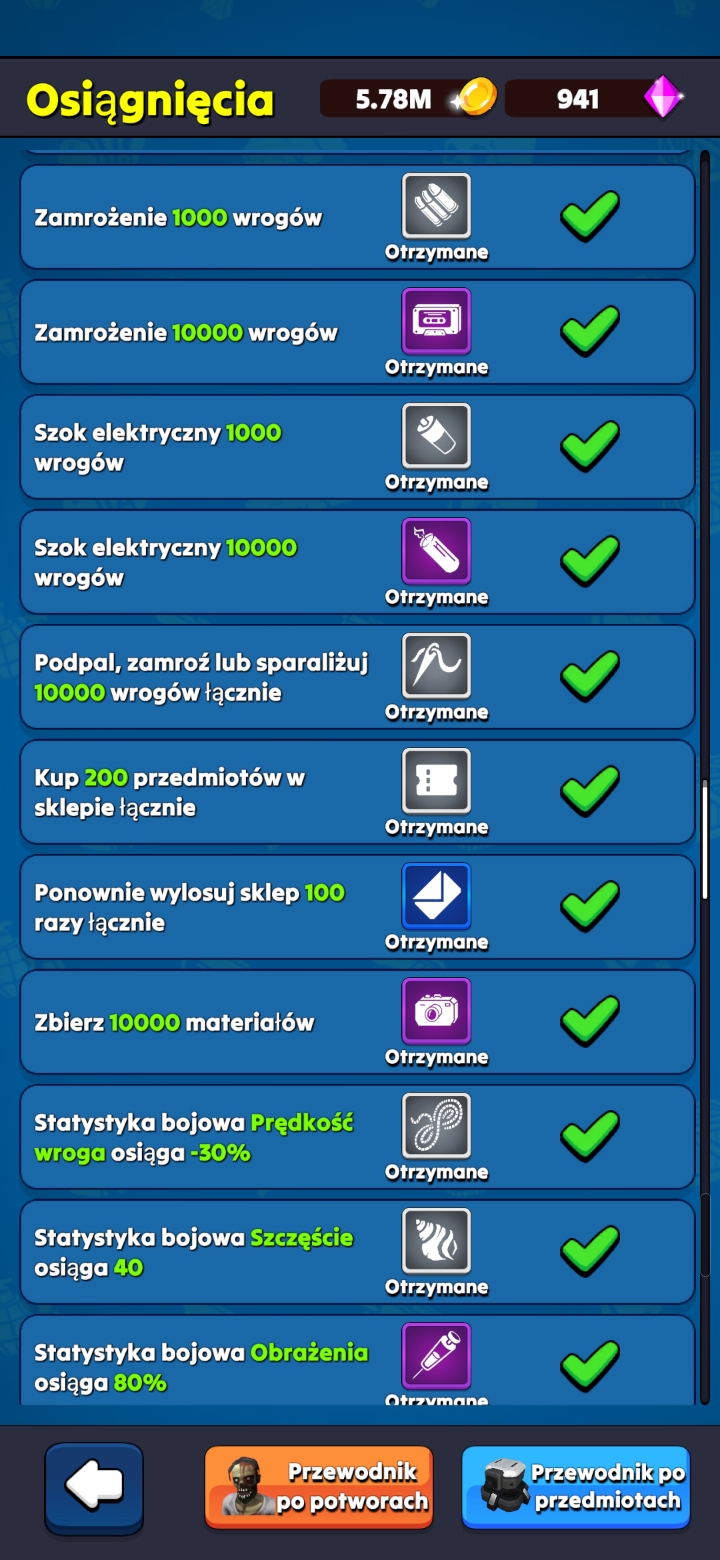 Osiągnięcia
5.78M
941
Zamrożenie 1000 wrogów
Otrzymane
Zamrożenie 10000 wrogów
Otrzymane
Szok elektryczny 1000
wrogów
Otrzymane
Szok elektryczny 10000
wrogów
Otrzymane
Podpal, zamroź lub sparaliżuj
10000 wrogów łącznie
Otrzymane
Kup 200 przedmiotów w
sklepie łącznie
Otrzymane
Ponownie wylosuj sklep 100
razy łącznie
Otrzymane
Zbierz 10000 materiałów
Otrzymane
Statystyka bojowa Prędkość
wroga osiąga -30%
Otrzymane
Statystyka bojowa Szczęście
osiąga 40
Otrzymane
Statystyka bojowa Obrażenia
osiąga 80%
Otrzymane
Przewodnik
po potworach
Przewodnik po
przedmiotach